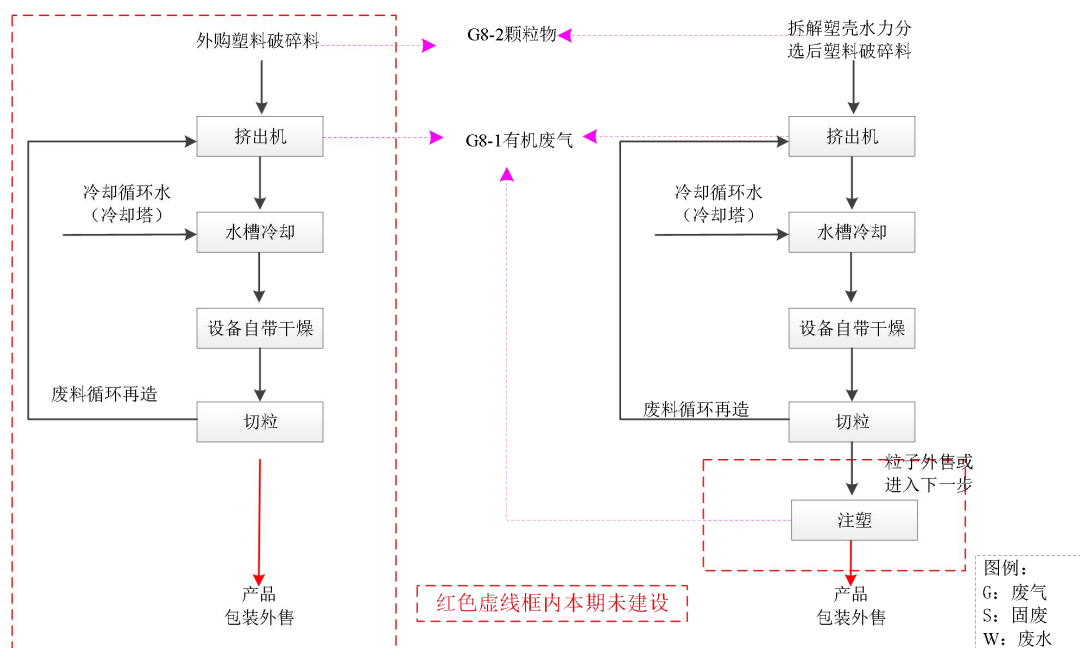 外购塑料破碎料
G8-2颗粒物
拆解塑壳水力分
选后塑料破碎料
挤出机
G8-1有机废气
挤出机
冷却循环水
（冷却塔）
水槽冷却
冷却循环水
（冷却塔）
水槽冷却
设备自带干燥
设备自带干燥
废料循环再造
切粒
废料循环再造
切粒
粒子外售或
进入下一步
注塑
产品
包装外售
红色虚线框内本期未建设
产品
包装外售
图例：
G：废气
S：固废
W：废水